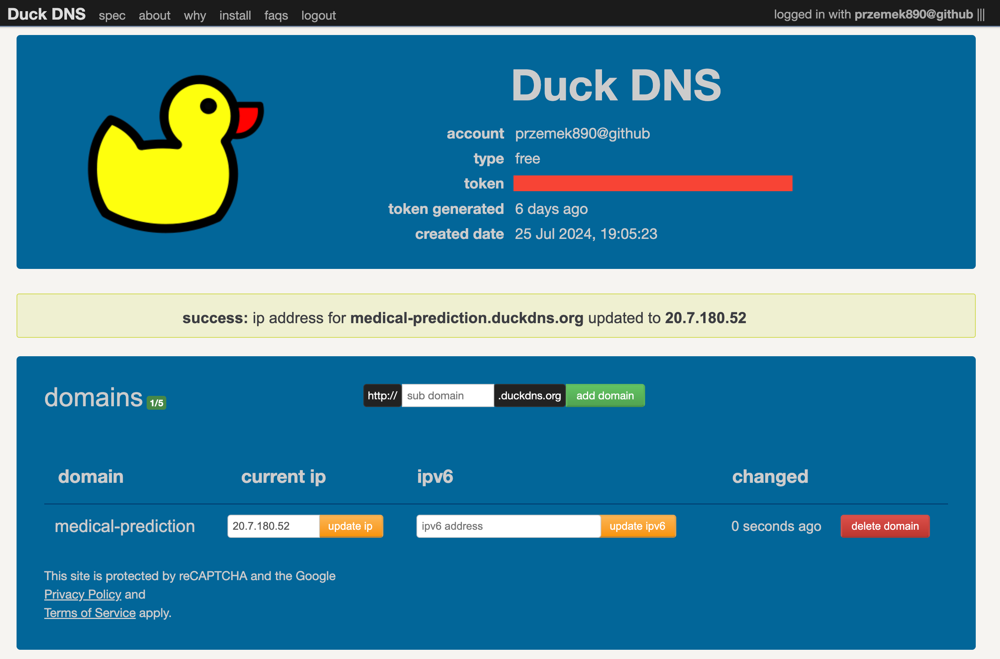 Duck DNS spec about why install faqs logout logged in with przemek890@github |||
Duck DNS
account przemek890@github
type free
token
token generated 6 days ago
created date 25 Jul 2024, 19:05:23
success: ip address for medical-prediction.duckdns.org updated to 20.7.180.52
domains 1/5 http:// sub domain .duckdns.org add domain
domain current ip ipv6 changed
medical-prediction 20.7.180.52 update ip ipv6 address update ipv6 0 seconds ago delete domain
This site is protected by reCAPTCHA and the Google
Privacy Policy and
Terms of Service apply.